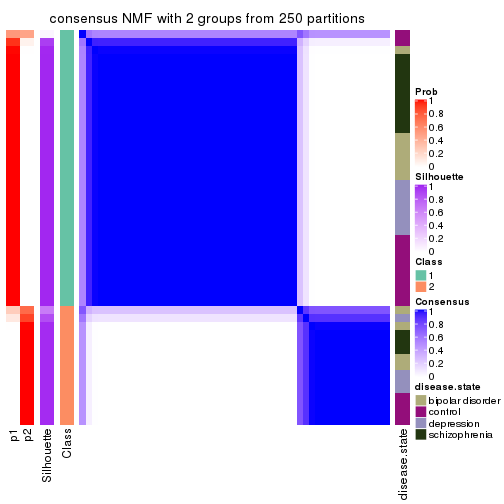 consensus NMF with 2 groups from 250 partitions
Prob
1
0.8
0.6
0.4
0.2
0
Silhouette
1
0.8
0.6
0.4
0.2
0
Class
1
2
Consensus
1
0.8
0.6
0.4
0.2
0
disease.state
bipolar disorder
control
depression
schizophrenia
p1
p2
Silhouette
Class
disease.state